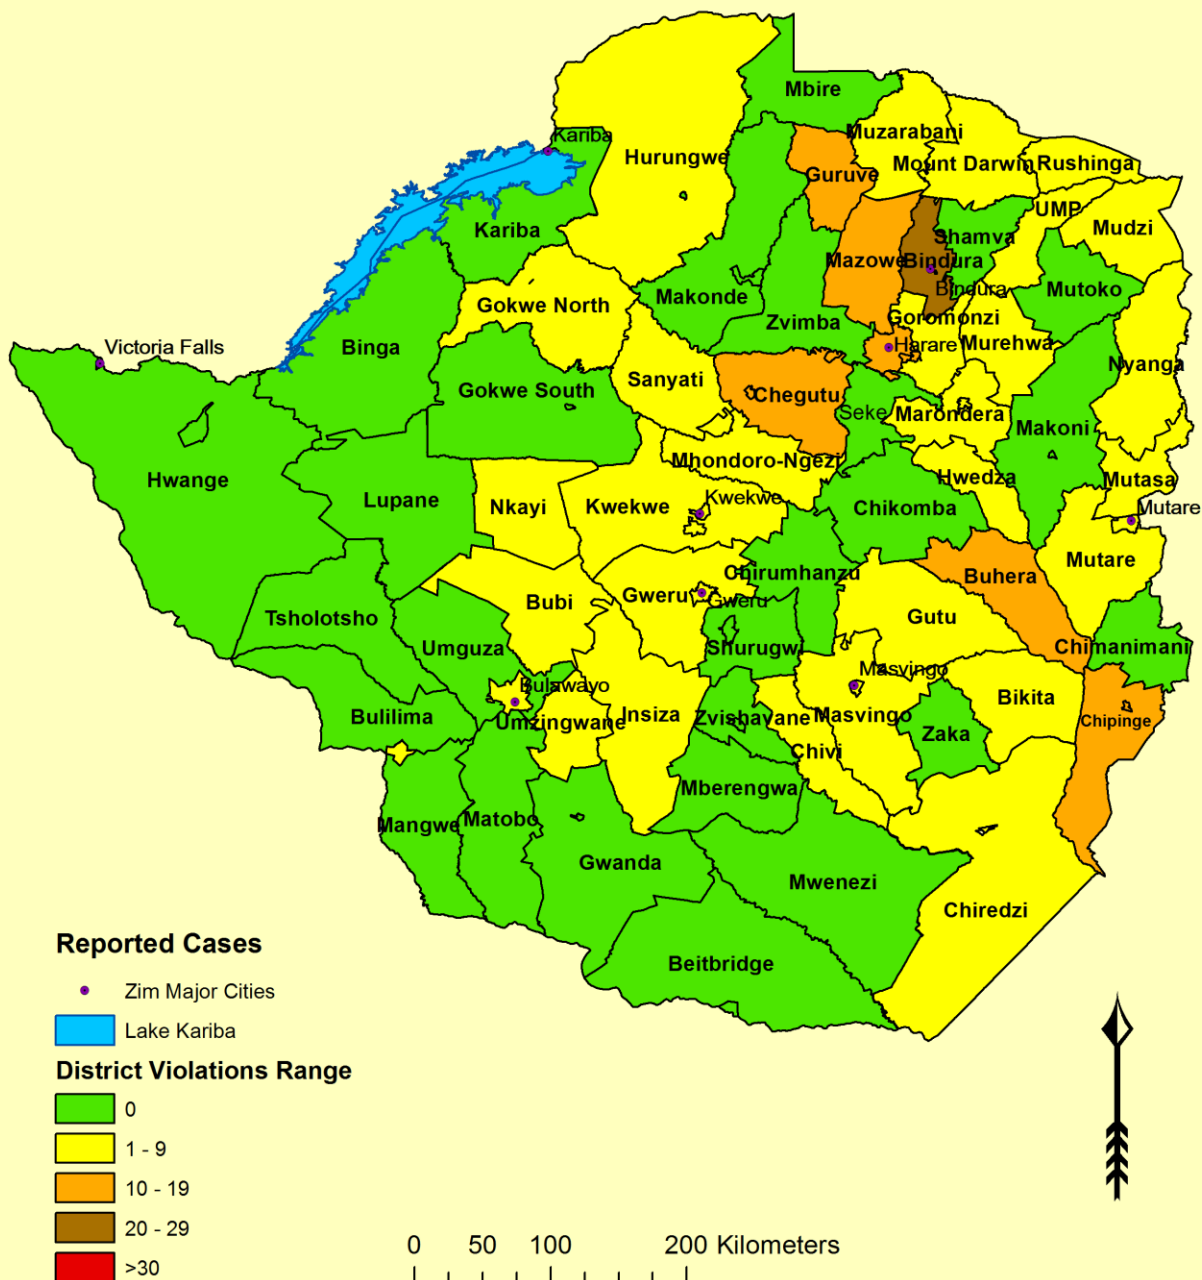 Mbire
Kariba
Muzarabani
Hurungwe
Mount Darwin
Rushinga
Guruve
UMP
Mudzi
Kariba
Shamva
Mazowe
Bindura
Bindura
Mutoko
Makonde
Gokwe North
Goromonzi
Zvimba
Harare
Murehwa
Victoria Falls
Binga
Nyanga
Sanyati
Gokwe South
Chegutu
Seke
Marondera
Makoni
Mhondoro-Ngezi
Hwange
Hwedza
Mutasa
Lupane
Nkayi
Kwekwe
Kwekwe
Chikomba
Mutare
Mutare
Chirumhanzu
Buhera
Bubi
Gweru
Gweru
Tsholotsho
Gutu
Umguza
Shurugwi
Chimanimani
Masvingo
Bulawayo
Bikita
Bulilima
Umzingwane
Insiza
Zvishavane
Masvingo
Zaka
Chipinge
Chivi
Mberengwa
Mangwe
Matobo
Gwanda
Mwenezi
Chiredzi
Beitbridge
Reported Cases
Zim Major Cities
Lake Kariba
District Violations Range
0
1 - 9
10 - 19
20 - 29
>30
0 50 100 200 Kilometers